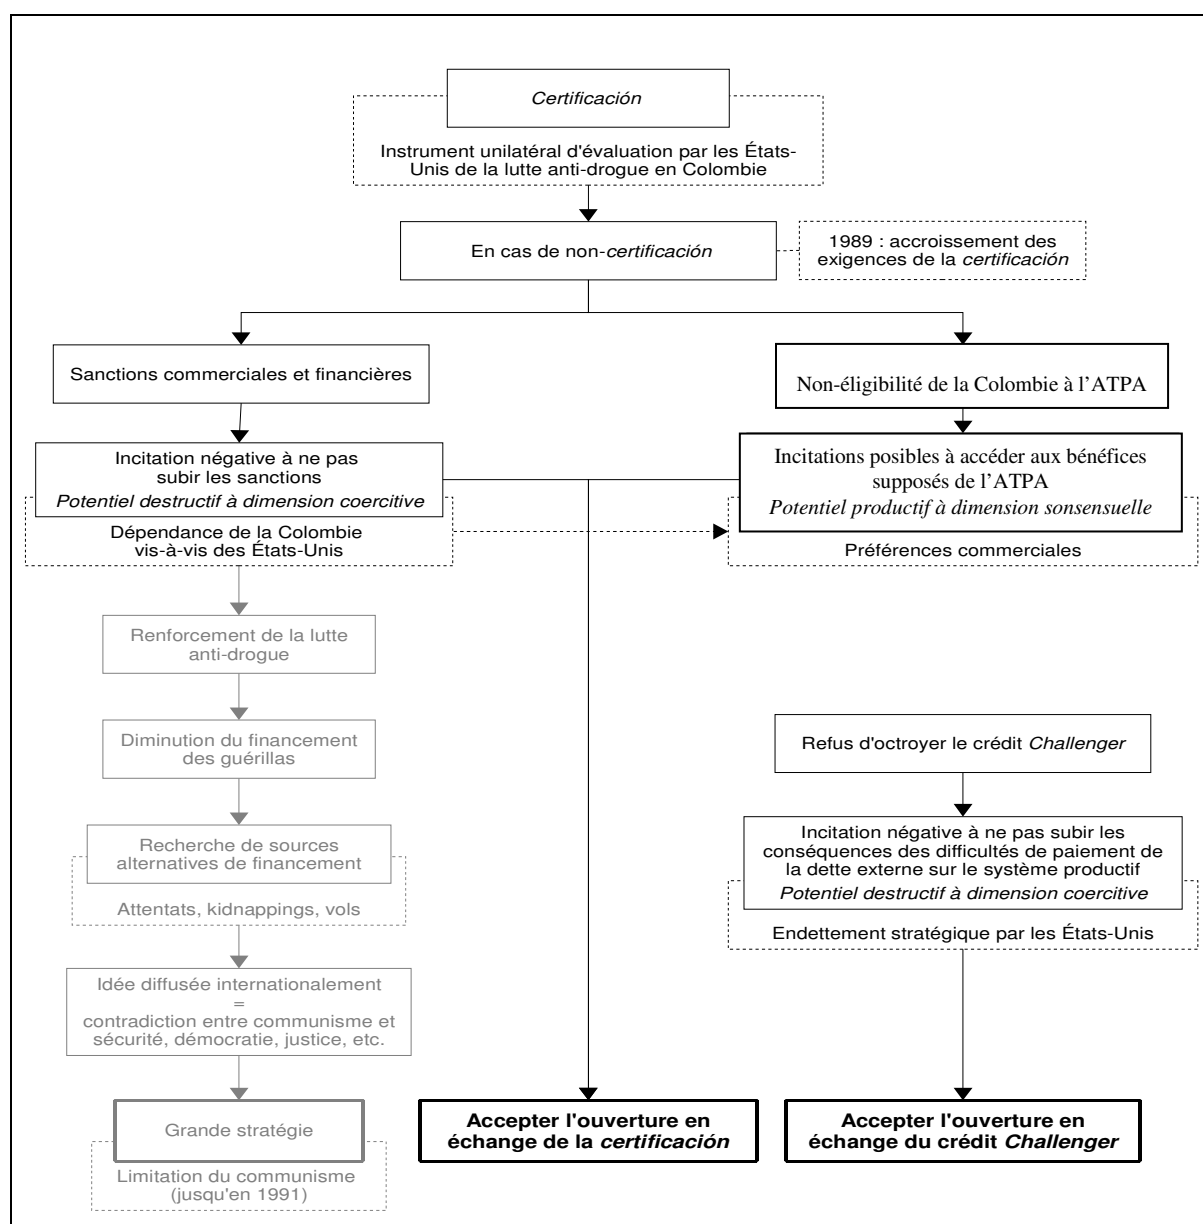 Certificación
Instrument unilatéral d'évaluation par les États-
Unis de la lutte anti-drogue en Colombie
En cas de non-certificación
1989 : accroissement des
exigences de la certificación
Sanctions commerciales et financières
Non-éligibilité de la Colombie à l’ATPA
Incitation négative à ne pas
subir les sanctions
Potentiel destructif à dimension coercitive
Dépendance de la Colombie
vis-à-vis des États-Unis
Incitations posibles à accéder aux bénéfices
supposés de l’ATPA
Potentiel productif à dimension sonsensuelle
Préférences commerciales
Renforcement de la lutte
anti-drogue
Diminution du financement
des guérillas
Recherche de sources
alternatives de financement
Attentats, kidnappings, vols
Idée diffusée internationalement
=
contradiction entre communisme et
sécurité, démocratie, justice, etc.
Grande stratégie
Limitation du communisme
(jusqu'en 1991)
Refus d'octroyer le crédit Challenger
Incitation négative à ne pas subir les
conséquences des difficultés de paiement de
la dette externe sur le système productif
Potentiel destructif à dimension coercitive
Endettement stratégique par les États-Unis
Accepter l'ouverture en
échange de la certificación
Accepter l'ouverture en
échange du crédit Challenger